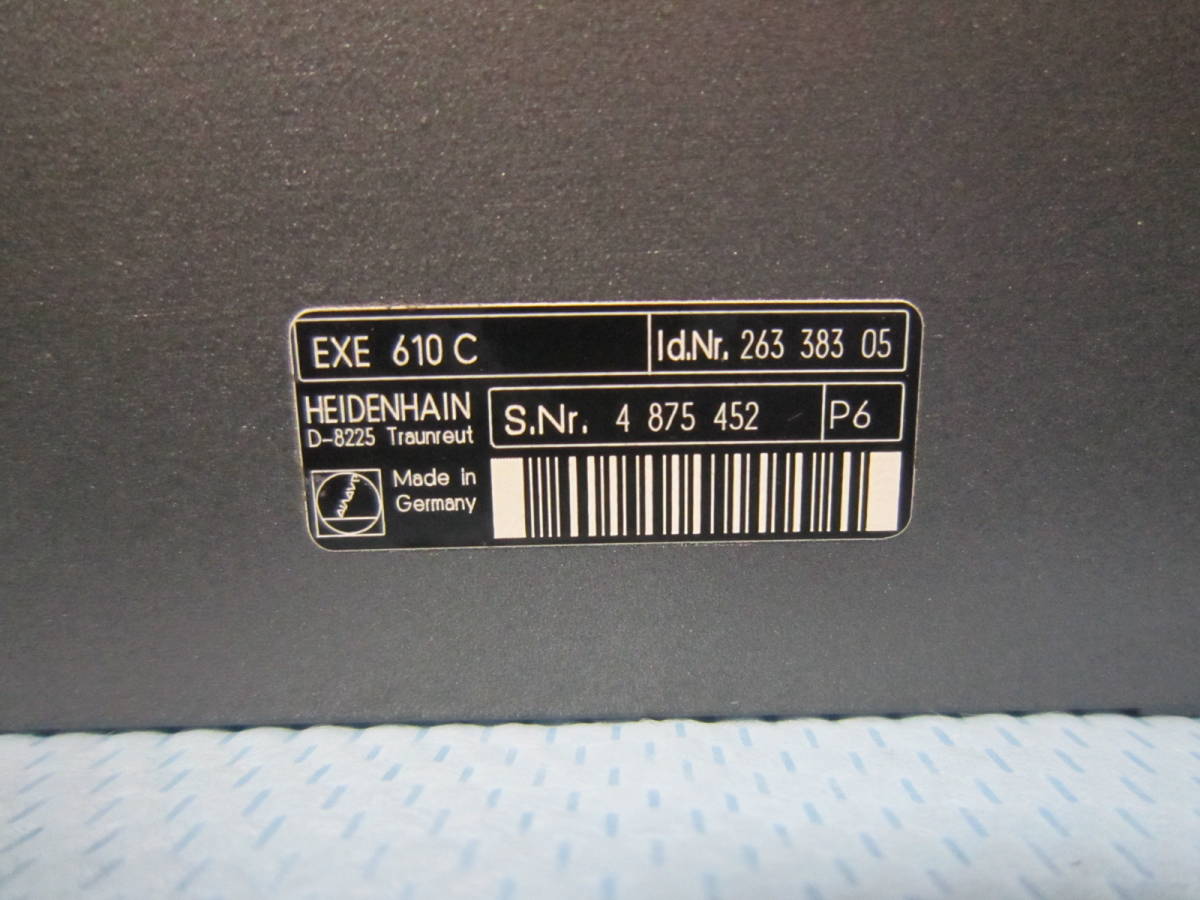 EXE 610 C
Id.Nr. 263 383 05
HEIDENHAIN
D-8225 Traunreut
S.Nr. 4 875 452
P6
Made in
Germany